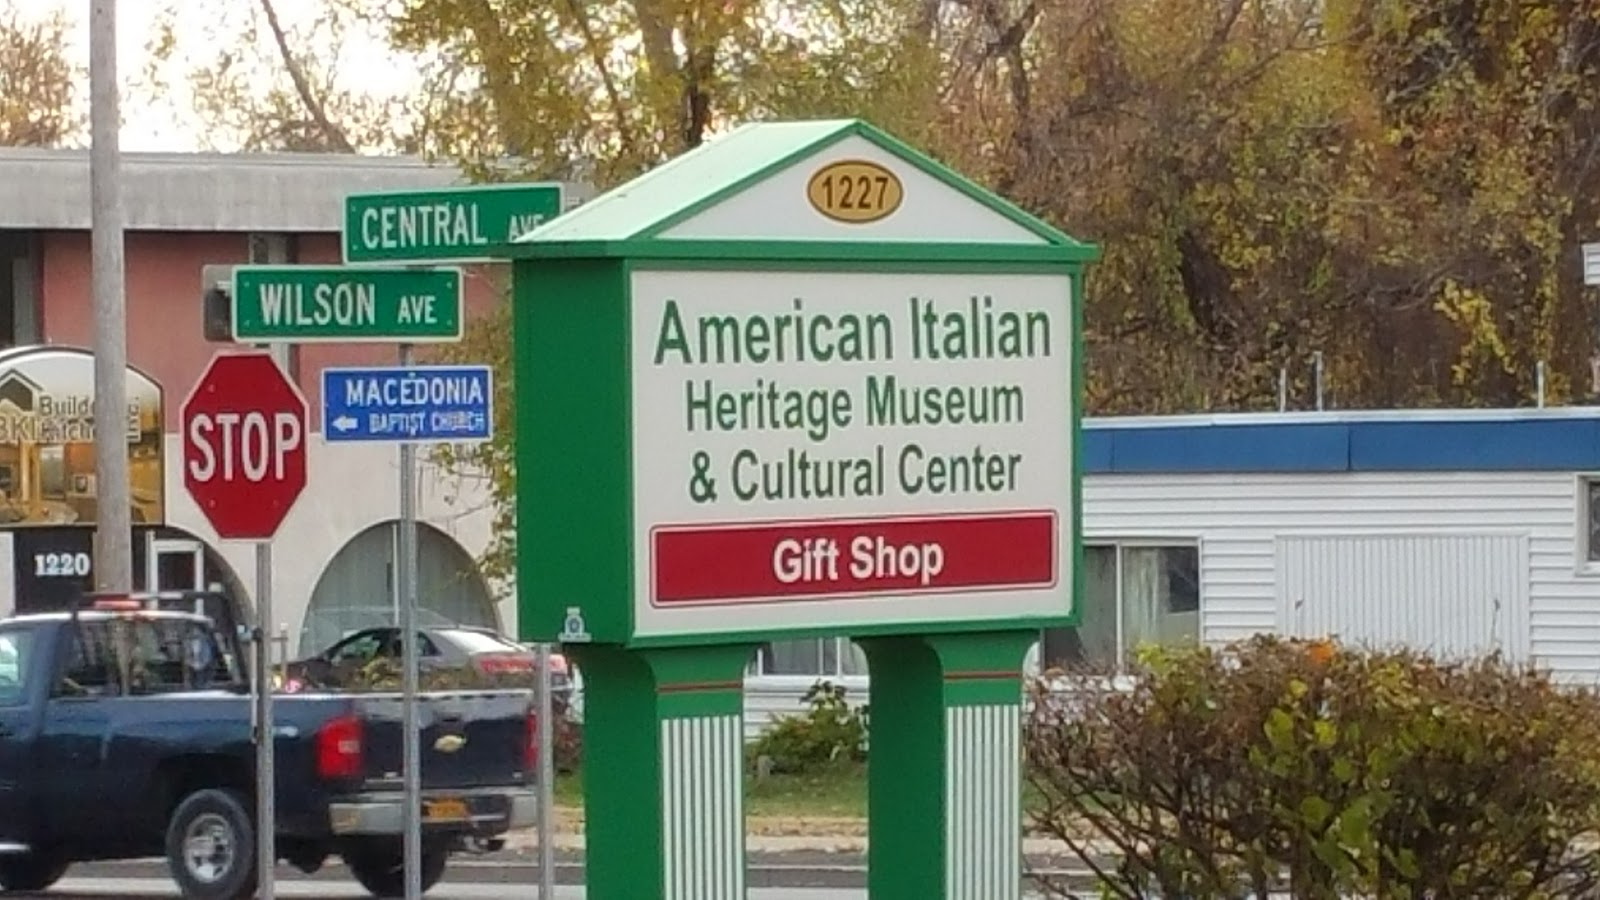 CENTRAL AVE
WILSON AVE
STOP
MACEDONIA
BAPTIST CHURCH
1220
1227
American Italian
Heritage Museum
& Cultural Center
Gift Shop